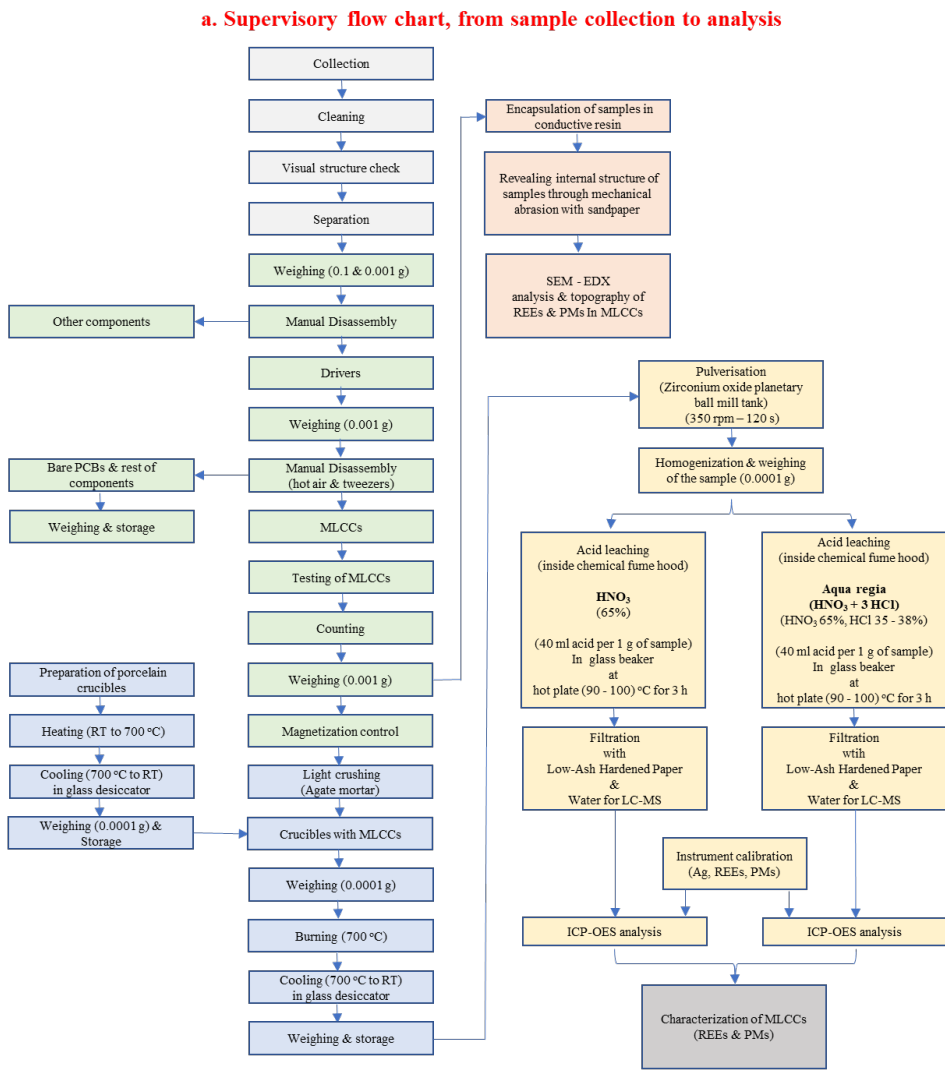 a. Supervisory flow chart, from sample collection to analysis
Collection
Cleaning
Visual structure check
Separation
Weighing (0.1 & 0.001 g)
Manual Disassembly
Other components
Drivers
Weighing (0.001 g)
Manual Disassembly
(hot air & tweezers)
Bare PCBs & rest of
components
Weighing & storage
MLCCs
Testing of MLCCs
Counting
Weighing (0.001 g)
Magnetization control
Light crushing
(Agate mortar)
Preparation of porcelain
crucibles
Heating (RT to 700 ºC)
Cooling (700 ºC to RT)
in glass desiccator
Weighing (0.0001 g) &
Storage
Crucibles with MLCCs
Weighing (0.0001 g)
Burning (700 ºC)
Cooling (700 ºC to RT)
in glass desiccator
Weighing & storage
Encapsulation of samples in
conductive resin
Revealing internal structure of
samples through mechanical
abrasion with sandpaper
SEM - EDX
analysis & topography of
REEs & PMs In MLCCs
Pulverisation
(Zirconium oxide planetary
ball mill tank)
(350 rpm – 120 s)
Homogenization & weighing
of the sample (0.0001 g)
Acid leaching
(inside chemical fume hood)
HNO₃
(65%)
(40 ml acid per 1 g of sample)
In glass beaker
at
hot plate (90 - 100) ºC for 3 h
Filtration
with
Low-Ash Hardened Paper
&
Water for LC-MS
Acid leaching
(inside chemical fume hood)
Aqua regia
(HNO₃ + 3 HCl)
(HNO₃ 65%, HCl 35 - 38%)
(40 ml acid per 1 g of sample)
In glass beaker
at
hot plate (90 - 100) ºC for 3 h
Filtration
wtih
Low-Ash Hardened Paper
&
Water for LC-MS
Instrument calibration
(Ag, REEs, PMs)
ICP-OES analysis
ICP-OES analysis
Characterization of MLCCs
(REEs & PMs)